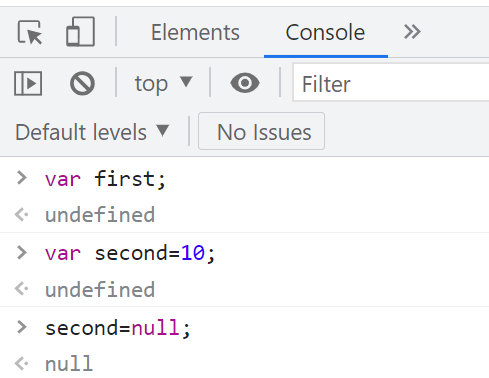 Elements Console
top Filter
Default levels No Issues
> var first;
undefined
> var second=10;
undefined
> second=null;
null